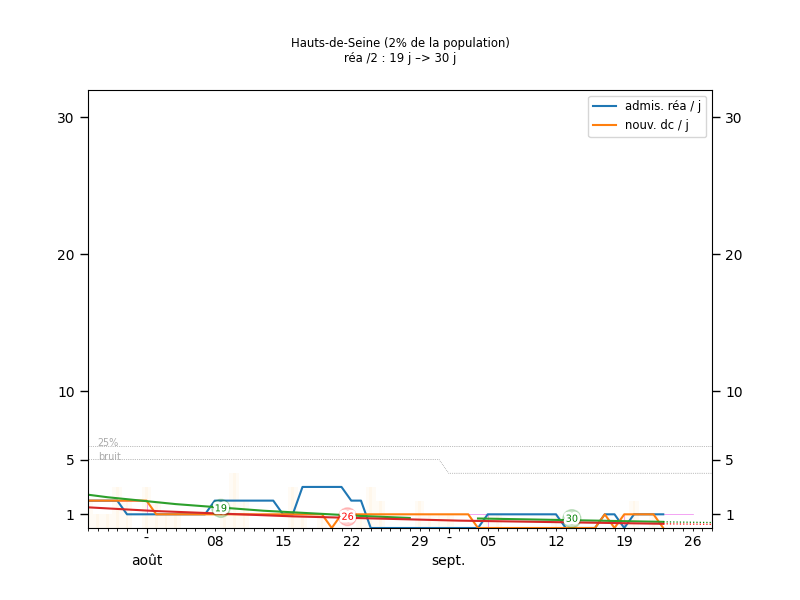 Hauts-de-Seine (2% de la population)
réa /2 : 19 j –> 30 j
admis. réa / j
nouv. dc / j
30 30
20 20
10 10
25%
bruit
5 5
19 26 30
1 1
- 08 15 22 29 - 05 12 19 26
août sept.